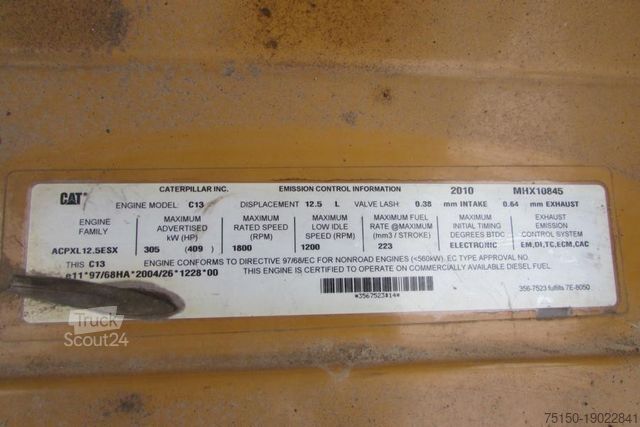 CAT CATERPILLAR INC. EMISSION CONTROL INFORMATION 2010 MHX10845
ENGINE MODEL: C13 DISPLACEMENT 12.5 L VALVE LASH: 0.38 mm INTAKE 0.64 mm EXHAUST
ENGINE FAMILY
MAXIMUM ADVERTISED kW (HP)
MAXIMUM RATED SPEED (RPM)
MAXIMUM LOW IDLE SPEED (RPM)
MAXIMUM FUEL RATE @(MAXIMUM) (mm3 / STROKE)
MAXIMUM INITIAL TIMING DEGREES BTDC
EXHAUST EMISSION CONTROL SYSTEM
ACPXL12.5ESX 305 (409) 1800 1200 223 ELECTRONIC EM,DI,TC,ECM,CAC
THIS C13 ENGINE CONFORMS TO DIRECTIVE 97/68/EC FOR NONROAD ENGINES (<560kW). EC TYPE APPROVAL NO.
e11*97/68HA*2004/26*1228*00 THIS ENGINE IS CERTIFIED TO OPERATE ON COMMERCIALLY AVAILABLE DIESEL FUEL
*3567523#14#*
356-7523 fulfills 7E-8050
Truck
Scout24
75150-19022841